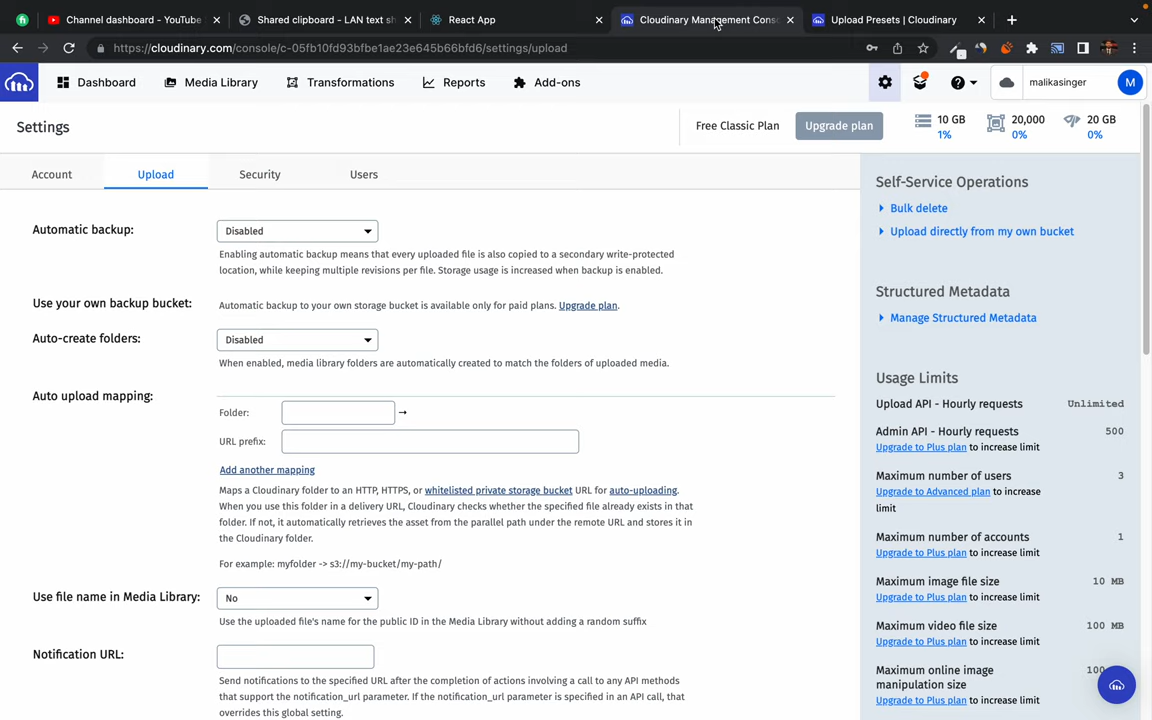 Channel dashboard - YouTube
Shared clipboard - LAN text sh
React App
Cloudinary Management Cons
Upload Presets | Cloudinary
https://cloudinary.com/console/c-05fb10fd93bfbe1ae23e645b66bfd6/settings/upload
Dashboard
Media Library
Transformations
Reports
Add-ons
malikasinger
M
Settings
Free Classic Plan
Upgrade plan
10 GB
1%
20,000
0%
20 GB
0%
Account
Upload
Security
Users
Automatic backup:
Disabled
Enabling automatic backup means that every uploaded file is also copied to a secondary write-protected
location, while keeping multiple revisions per file. Storage usage is increased when backup is enabled.
Use your own backup bucket:
Automatic backup to your own storage bucket is available only for paid plans. Upgrade plan.
Auto-create folders:
Disabled
When enabled, media library folders are automatically created to match the folders of uploaded media.
Auto upload mapping:
Folder:
→
URL prefix:
Add another mapping
Maps a Cloudinary folder to an HTTP, HTTPS, or whitelisted private storage bucket URL for auto-uploading.
When you use this folder in a delivery URL, Cloudinary checks whether the specified file already exists in that
folder. If not, it automatically retrieves the asset from the parallel path under the remote URL and stores it in
the Cloudinary folder.
For example: myfolder -> s3://my-bucket/my-path/
Use file name in Media Library:
No
Use the uploaded file's name for the public ID in the Media Library without adding a random suffix
Notification URL:
Send notifications to the specified URL after the completion of actions involving a call to any API methods
that support the notification_url parameter. If the notification_url parameter is specified in an API call, that
overrides this global setting.
Self-Service Operations
Bulk delete
Upload directly from my own bucket
Structured Metadata
Manage Structured Metadata
Usage Limits
Upload API - Hourly requests
Unlimited
Admin API - Hourly requests
500
Upgrade to Plus plan to increase limit
Maximum number of users
3
Upgrade to Advanced plan to increase
limit
Maximum number of accounts
1
Upgrade to Plus plan to increase limit
Maximum image file size
10 MB
Upgrade to Plus plan to increase limit
Maximum video file size
100 MB
Upgrade to Plus plan to increase limit
Maximum online image
100
manipulation size
Upgrade to Plus plan to increase limit